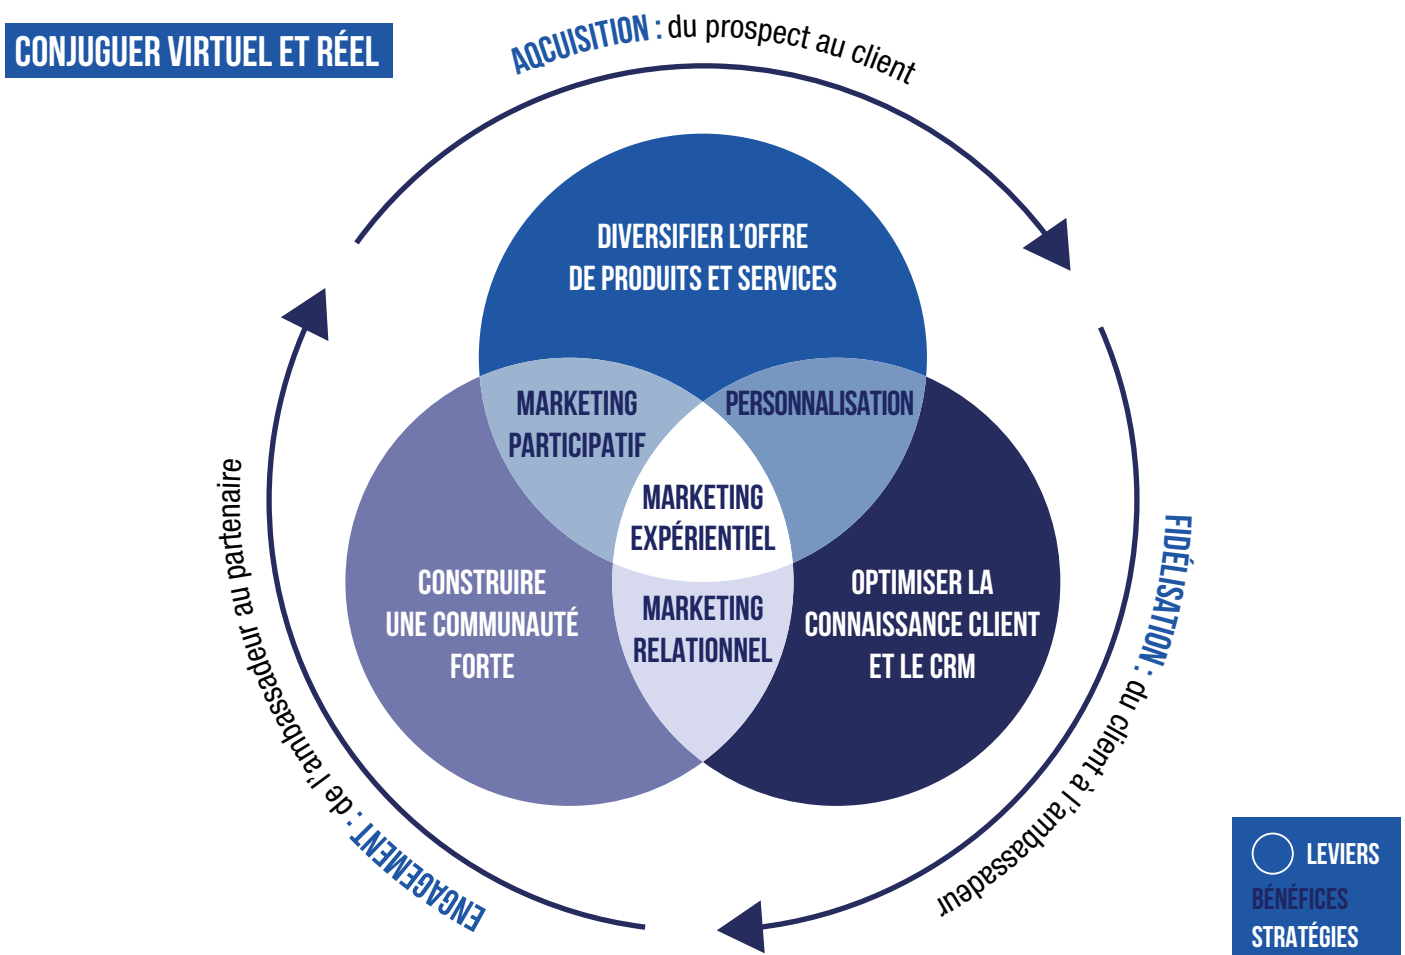 CONJUGUER VIRTUEL ET RÉEL
AQCUISITION : du prospect au client
DIVERSIFIER L'OFFRE
DE PRODUITS ET SERVICES
MARKETING
PARTICIPATIF
PERSONNALISATION
MARKETING
EXPÉRIENTIEL
CONSTRUIRE
UNE COMMUNAUTÉ
FORTE
MARKETING
RELATIONNEL
OPTIMISER LA
CONNAISSANCE CLIENT
ET LE CRM
FIDÉLISATION : du client à l'ambassadeur
ENGAGEMENT : de l'ambassadeur au partenaire
LEVIERS
BÉNÉFICES
STRATÉGIES